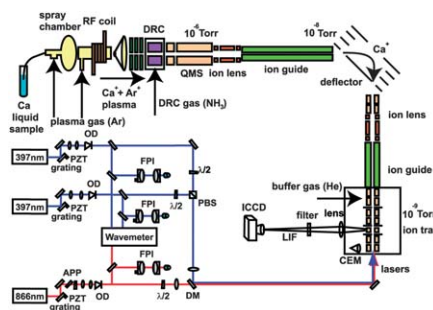 spray chamber
RF coil
DRC
10⁻⁶ Torr
10⁻⁸ Torr
Ca⁺
QMS
ion lens
ion guide
deflector
Ca⁺+ Ar⁺
plasma
Ca
liquid
sample
plasma gas (Ar)
DRC gas (NH₃)
ion lens
ion guide
buffer gas (He)
10⁻⁹ Torr
ion tra
ICCD
filter
lens
LIF
CEM
lasers
397nm
PZT
grating
OD
FPI
λ/2
PBS
397nm
PZT
grating
OD
FPI
λ/2
Wavemeter
FPI
866nm
APP
PZT
grating
OD
λ/2
DM